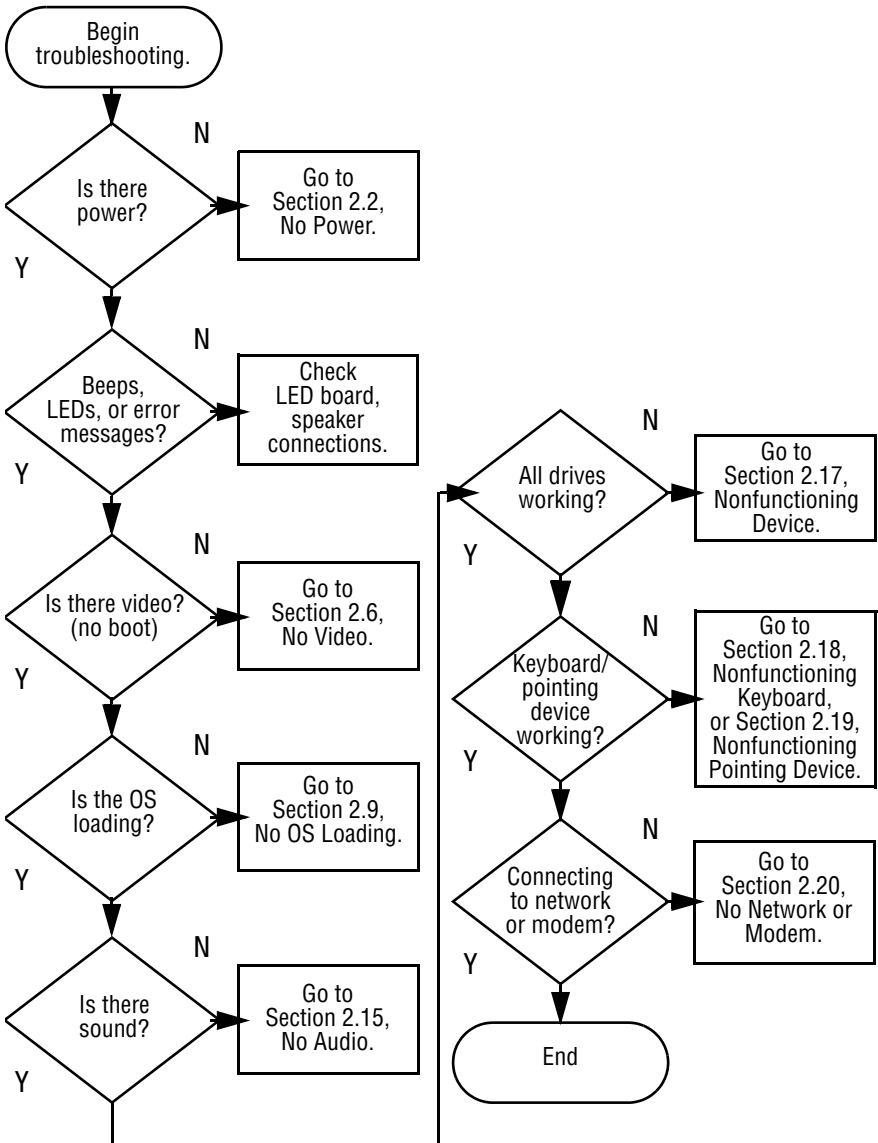 Begin
troubleshooting.
N
Is there
power?
Go to
Section 2.2,
No Power.
Y
N
Beeps,
LEDs, or error
messages?
Check
LED board,
speaker
connections.
Y
N
Is there video?
(no boot)
Go to
Section 2.6,
No Video.
Y
N
Is the OS
loading?
Go to
Section 2.9,
No OS Loading.
Y
N
Is there
sound?
Go to
Section 2.15,
No Audio.
Y
N
All drives
working?
Go to
Section 2.17,
Nonfunctioning
Device.
Y
N
Keyboard/
pointing
device
working?
Go to
Section 2.18,
Nonfunctioning
Keyboard,
or Section 2.19,
Nonfunctioning
Pointing Device.
Y
N
Connecting
to network
or modem?
Go to
Section 2.20,
No Network or
Modem.
Y
End